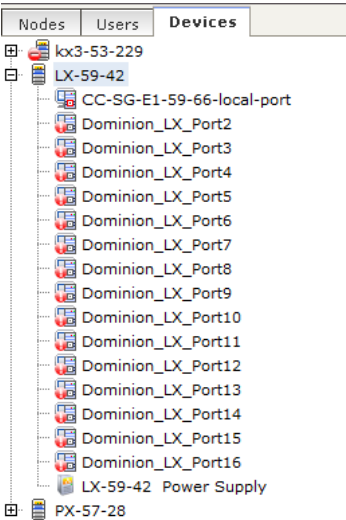 Nodes Users Devices
kx3-53-229
LX-59-42
CC-SG-E1-59-66-local-port
Dominion_LX_Port2
Dominion_LX_Port3
Dominion_LX_Port4
Dominion_LX_Port5
Dominion_LX_Port6
Dominion_LX_Port7
Dominion_LX_Port8
Dominion_LX_Port9
Dominion_LX_Port10
Dominion_LX_Port11
Dominion_LX_Port12
Dominion_LX_Port13
Dominion_LX_Port14
Dominion_LX_Port15
Dominion_LX_Port16
LX-59-42 Power Supply
PX-57-28